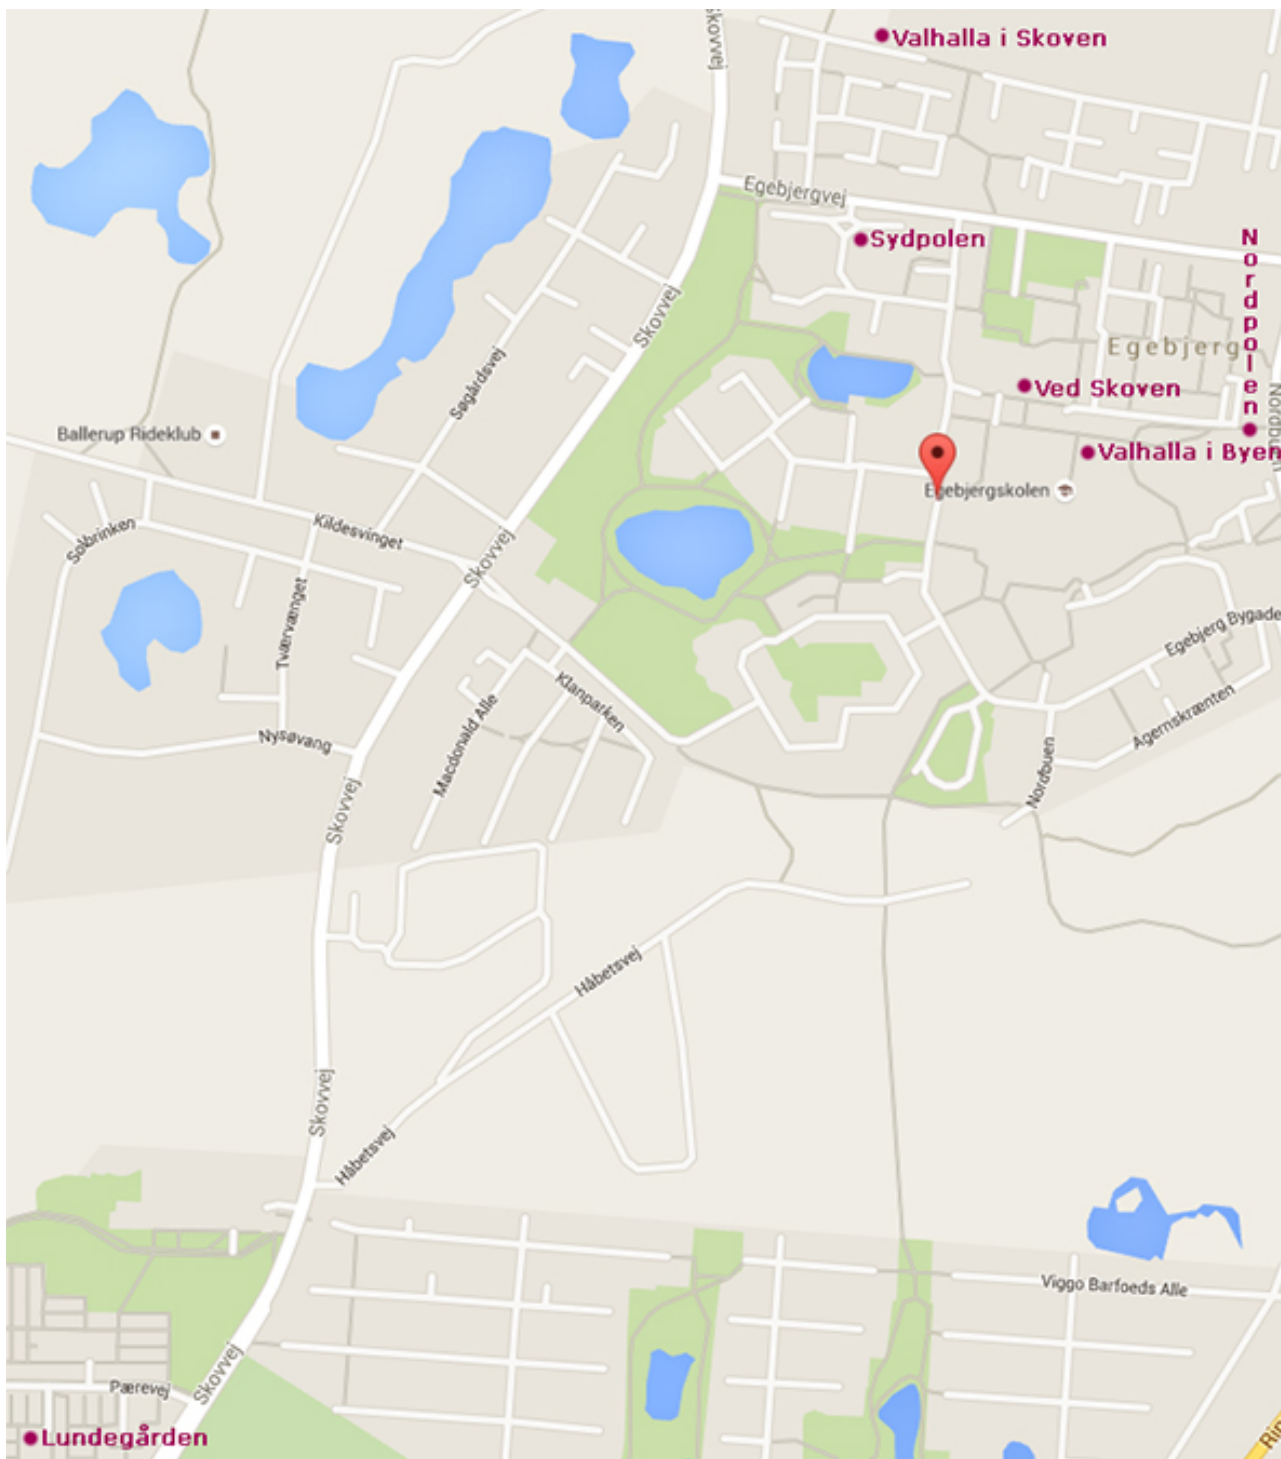 Skovvej
Valhalla i Skoven
Egebjergvej
Sydpolen
Nordpolen
Skovvej
Egebjerg
Søgårdsvej
Ved Skoven
Ballerup Rideklub
Valhalla i Byen
Egebjergskolen
Kildesvinget
Søbrinken
Skovvej
Tværvænget
Egebjerg Bygade
Klanparken
Agernskrænten
Nysøvang
Macdonald Alle
Nordbuen
Skovvej
Håbetsvej
Skovvej
Håbetsvej
Viggo Barfoeds Alle
Skovvej
Pærevej
Lundegården